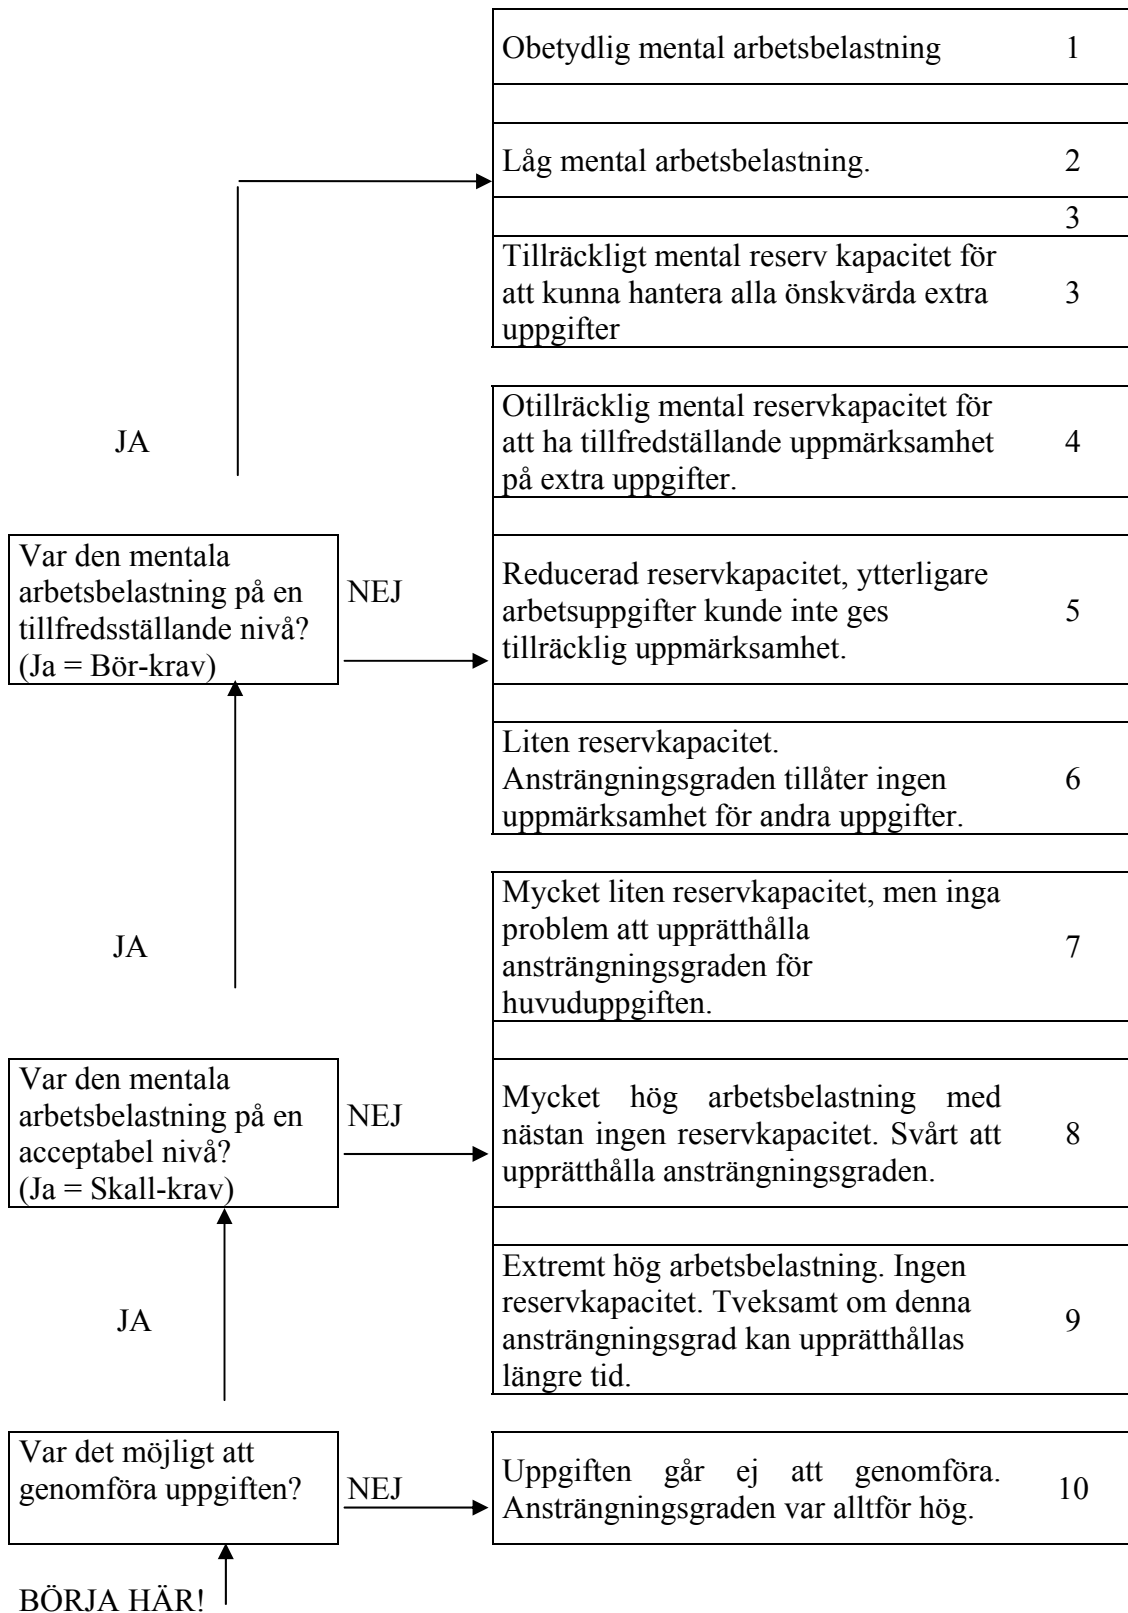 Obetydlig mental arbetsbelastning 1
Låg mental arbetsbelastning. 2
3
Tillräckligt mental reserv kapacitet för
att kunna hantera alla önskvärda extra 3
uppgifter
JA
Otillräcklig mental reservkapacitet för
att ha tillfredställande uppmärksamhet 4
på extra uppgifter.
Var den mentala
arbetsbelastning på en
tillfredsställande nivå?
(Ja = Bör-krav)
NEJ
Reducerad reservkapacitet, ytterligare
arbetsuppgifter kunde inte ges 5
tillräcklig uppmärksamhet.
Liten reservkapacitet.
Ansträngningsgraden tillåter ingen 6
uppmärksamhet för andra uppgifter.
JA
Mycket liten reservkapacitet, men inga
problem att upprätthålla 7
ansträngningsgraden för
huvuduppgiften.
Var den mentala
arbetsbelastning på en
acceptabel nivå?
(Ja = Skall-krav)
NEJ
Mycket hög arbetsbelastning med
nästan ingen reservkapacitet. Svårt att 8
upprätthålla ansträngningsgraden.
JA
Extremt hög arbetsbelastning. Ingen
reservkapacitet. Tveksamt om denna 9
ansträngningsgrad kan upprätthållas
längre tid.
Var det möjligt att
genomföra uppgiften?
NEJ
Uppgiften går ej att genomföra. 10
Ansträngningsgraden var alltför hög.
BÖRJA HÄR!